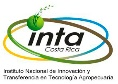 inta
Costa Rica
Instituto Nacional de Innovación y
Transferencia en Tecnología Agropecuaria